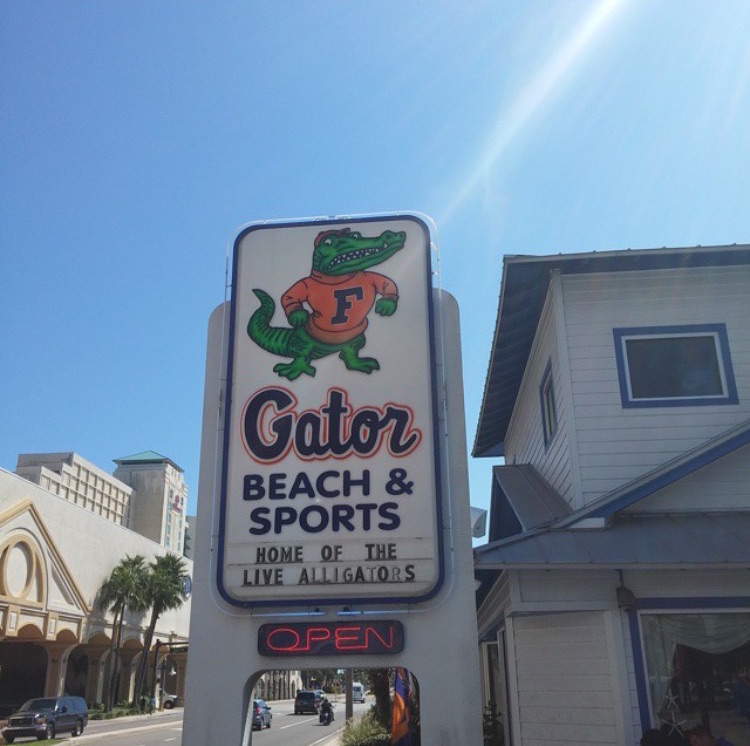 F
Gator
BEACH &
SPORTS
HOME OF THE
LIVE ALLIGATORS
OPEN